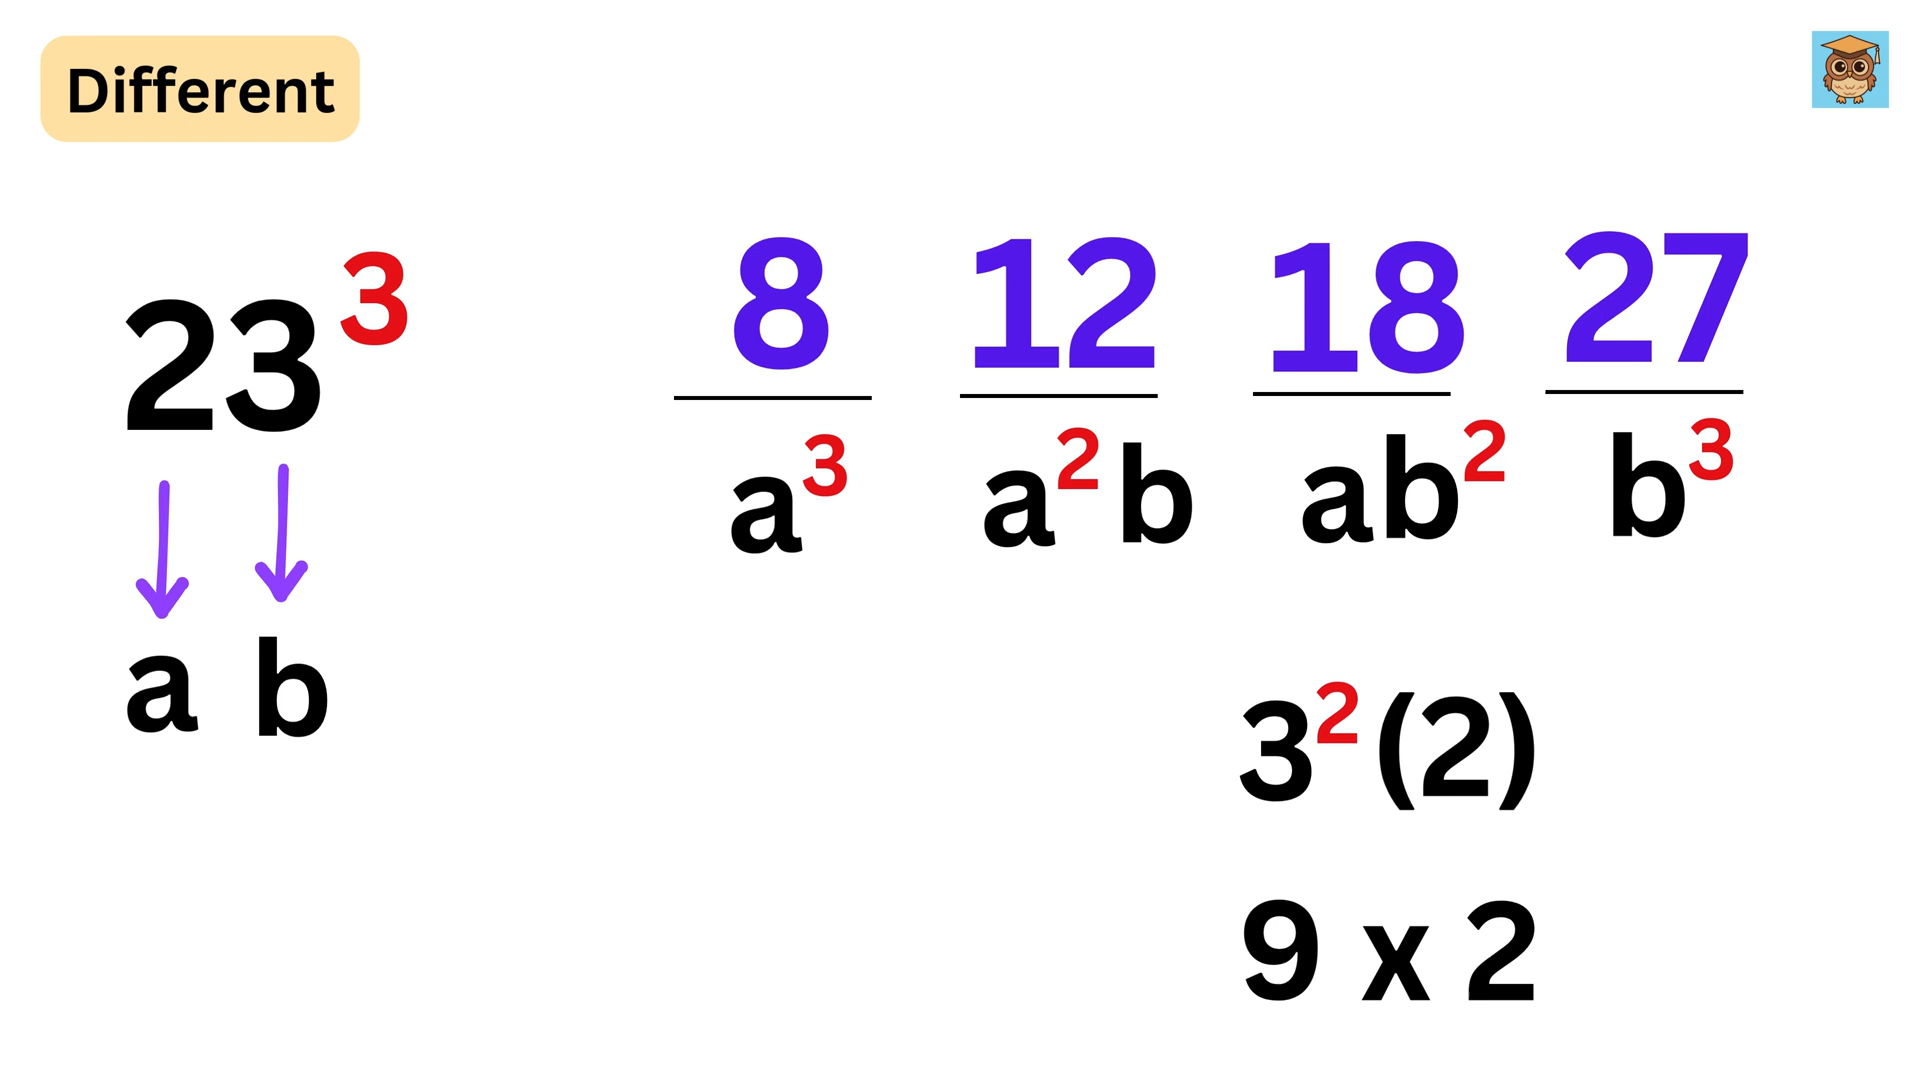 Different
23³
a b
8 12 18 27
a³ a²b ab² b³
3²(2)
9 x 2